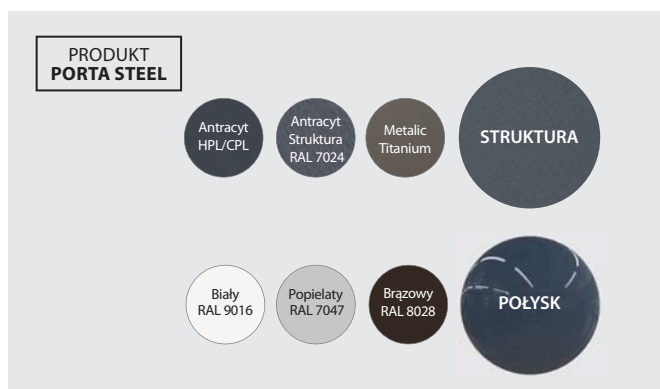 PRODUKT
PORTA STEEL
Antracyt
HPL/CPL
Antracyt
Struktura
RAL 7024
Metalic
Titanium
STRUKTURA
Biały
RAL 9016
Popielaty
RAL 7047
Brązowy
RAL 8028
POŁYSK